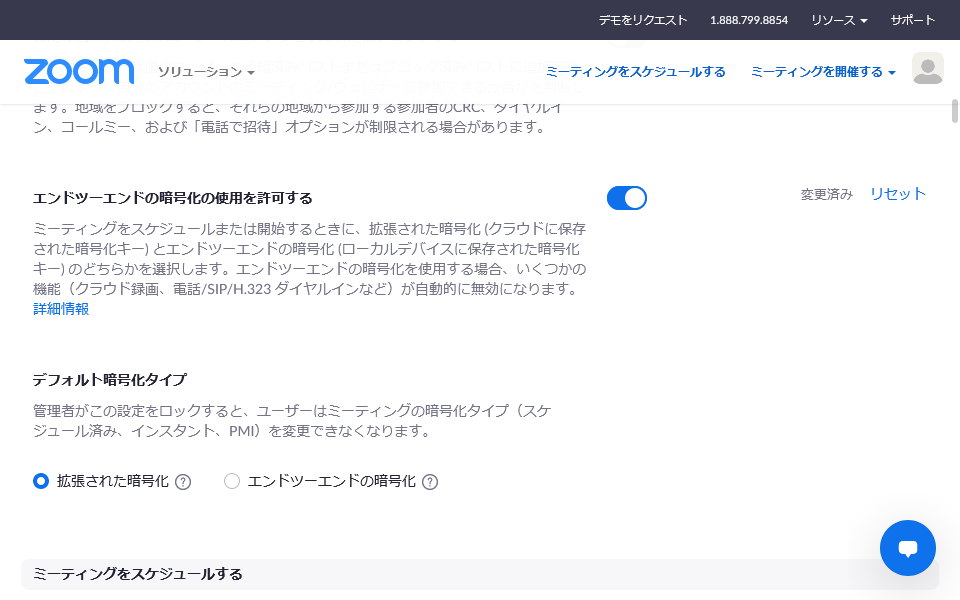 デモをリクエスト 1.888.799.8854 リソース サポート
zoom ソリューション ミーティングをスケジュールする ミーティングを開催する
ます。地域をブロックすると、それらの地域から参加する参加者のCRC、ダイヤルイ
ン、コールミー、および「電話で招待」オプションが制限される場合があります。
エンドツーエンドの暗号化の使用を許可する 変更済み リセット
ミーティングをスケジュールまたは開始するときに、拡張された暗号化 (クラウドに保存
された暗号化キー) とエンドツーエンドの暗号化 (ローカルデバイスに保存された暗号化
キー) のどちらかを選択します。エンドツーエンドの暗号化を使用する場合、いくつかの
機能（クラウド録画、電話/SIP/H.323 ダイヤルインなど）が自動的に無効になります。
詳細情報
デフォルト暗号化タイプ
管理者がこの設定をロックすると、ユーザーはミーティングの暗号化タイプ（スケ
ジュール済み、インスタント、PMI）を変更できなくなります。
拡張された暗号化 ? エンドツーエンドの暗号化 ?
ミーティングをスケジュールする